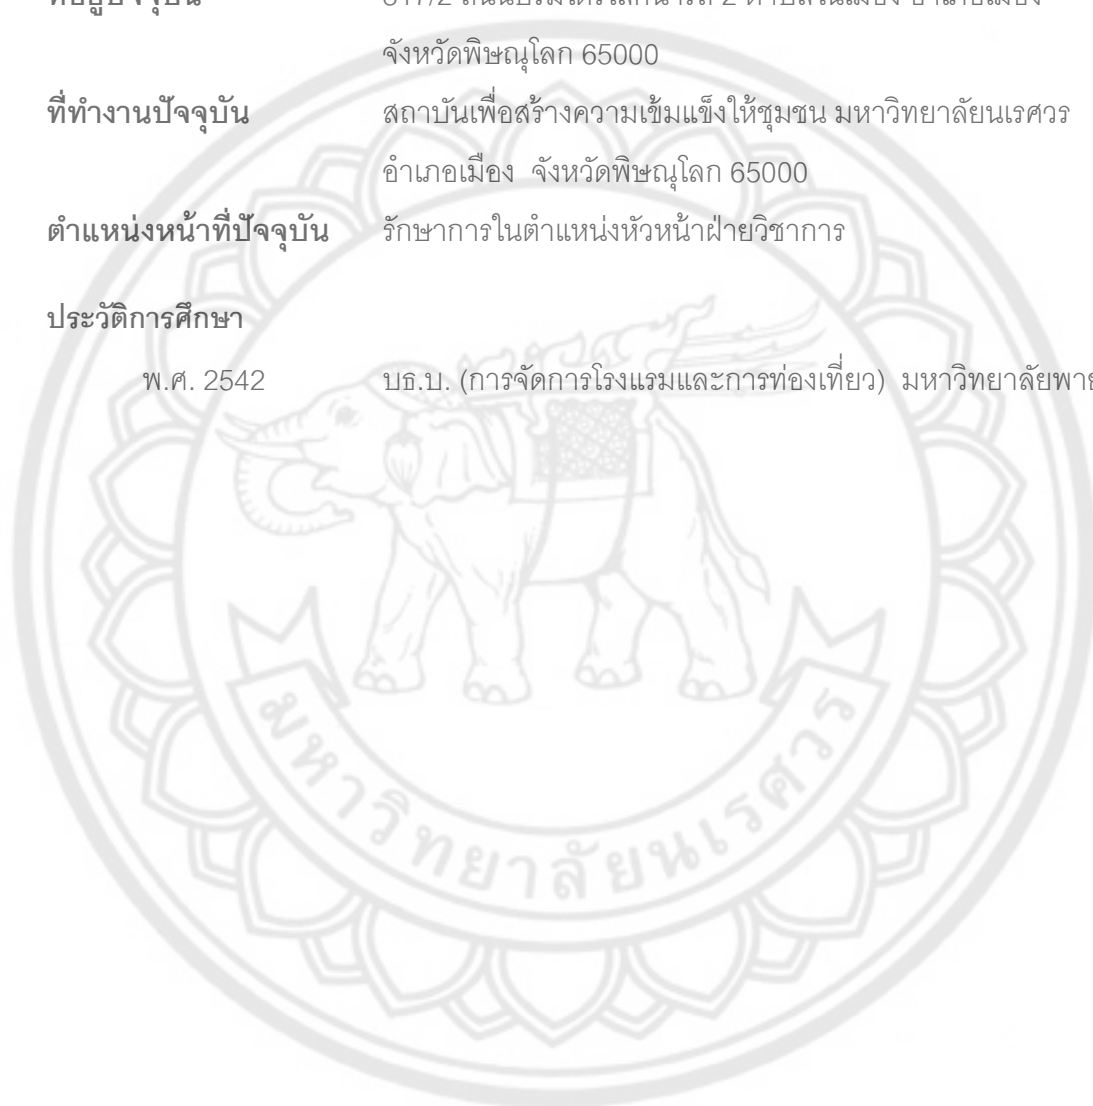 จังหวัดพิษณุโลก 65000
ที่ทำงานปัจจุบัน สถาบันเพื่อสร้างความเข้มแข็งให้ชุมชน มหาวิทยาลัยนเรศวร
อำเภอเมือง จังหวัดพิษณุโลก 65000
ตำแหน่งหน้าที่ปัจจุบัน รักษาการในตำแหน่งหัวหน้าฝ่ายวิชาการ
ประวัติการศึกษา
พ.ศ. 2542 บธ.บ. (การจัดการโรงแรมและการท่องเที่ยว) มหาวิทยาลัย
มหาวิทยาลัยนเรศวร